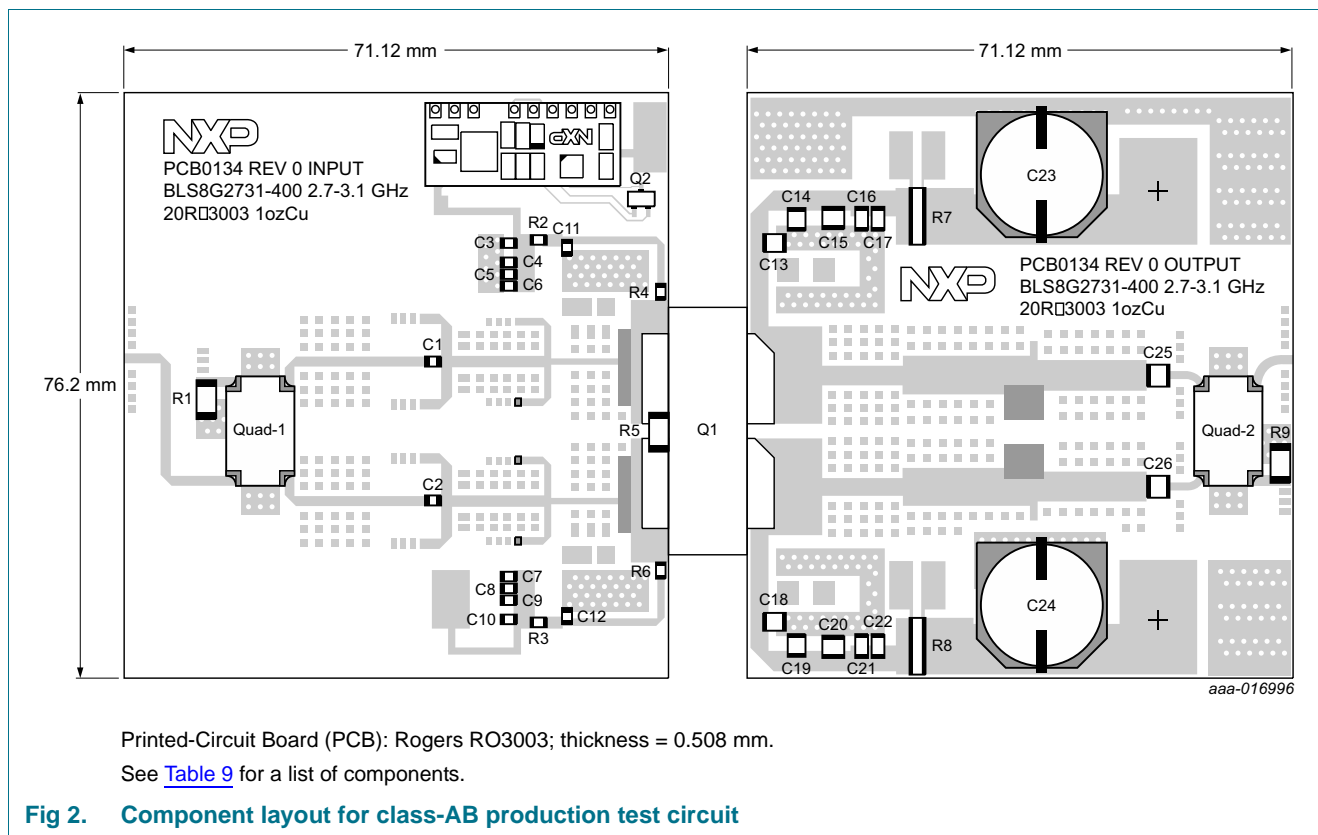 71.12 mm
71.12 mm
76.2 mm
NXP
PCB0134 REV 0 INPUT
BLS8G2731-400 2.7-3.1 GHz
20R▯3003 1ozCu
NXP
Q2
C3
R2
C11
C4
C5
C6
R4
C1
R1
Quad-1
R5
Q1
C2
C7
C8
C9
C10
R3
C12
R6
C14
C16
C15
C17
C13
R7
C23
NXP
PCB0134 REV 0 OUTPUT
BLS8G2731-400 2.7-3.1 GHz
20R▯3003 1ozCu
C25
Quad-2
R9
C26
C18
C20
C22
C19
C21
R8
C24
aaa-016996
Printed-Circuit Board (PCB): Rogers RO3003; thickness = 0.508 mm.
See Table 9 for a list of components.
Fig 2. Component layout for class-AB production test circuit